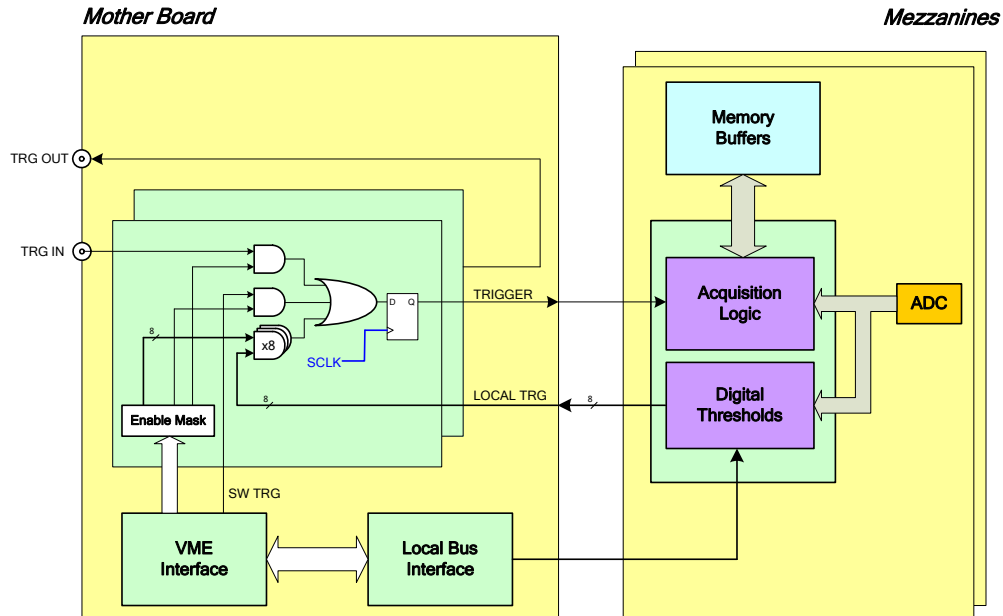 Mother Board
Mezzanines
Memory
Buffers
TRG OUT
TRG IN
D
Q
TRIGGER
Acquisition
Logic
ADC
8
x8
SCLK
LOCAL TRG
8
8
Digital
Thresholds
Enable Mask
SW TRG
VME
Interface
Local Bus
Interface